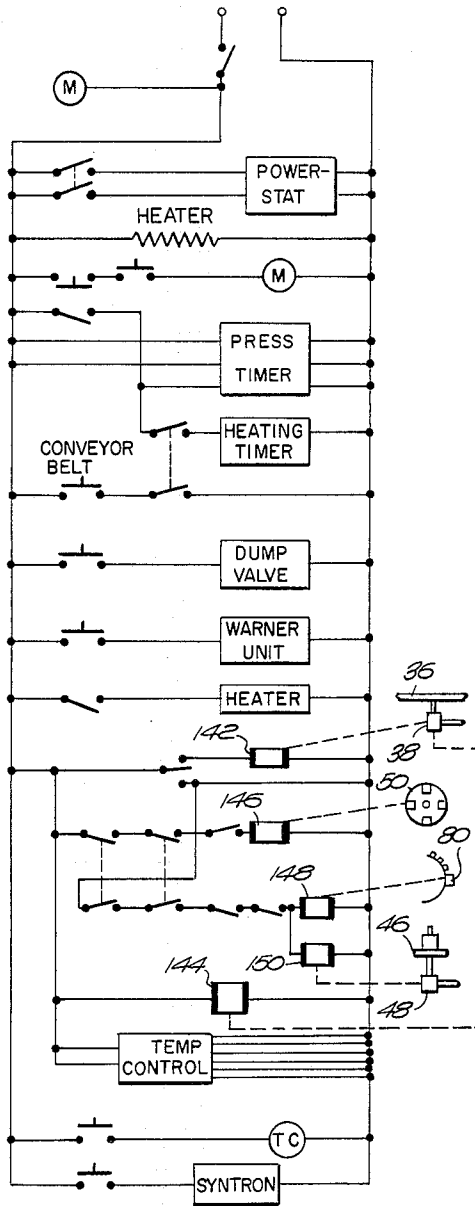 M
POWER-
STAT
HEATER
M
PRESS
TIMER
HEATING
TIMER
CONVEYOR
BELT
DUMP
VALVE
WARNER
UNIT
HEATER
36
38
142
50
146
80
148
46
150
48
144
TEMP
CONTROL
TC
SYNTRON